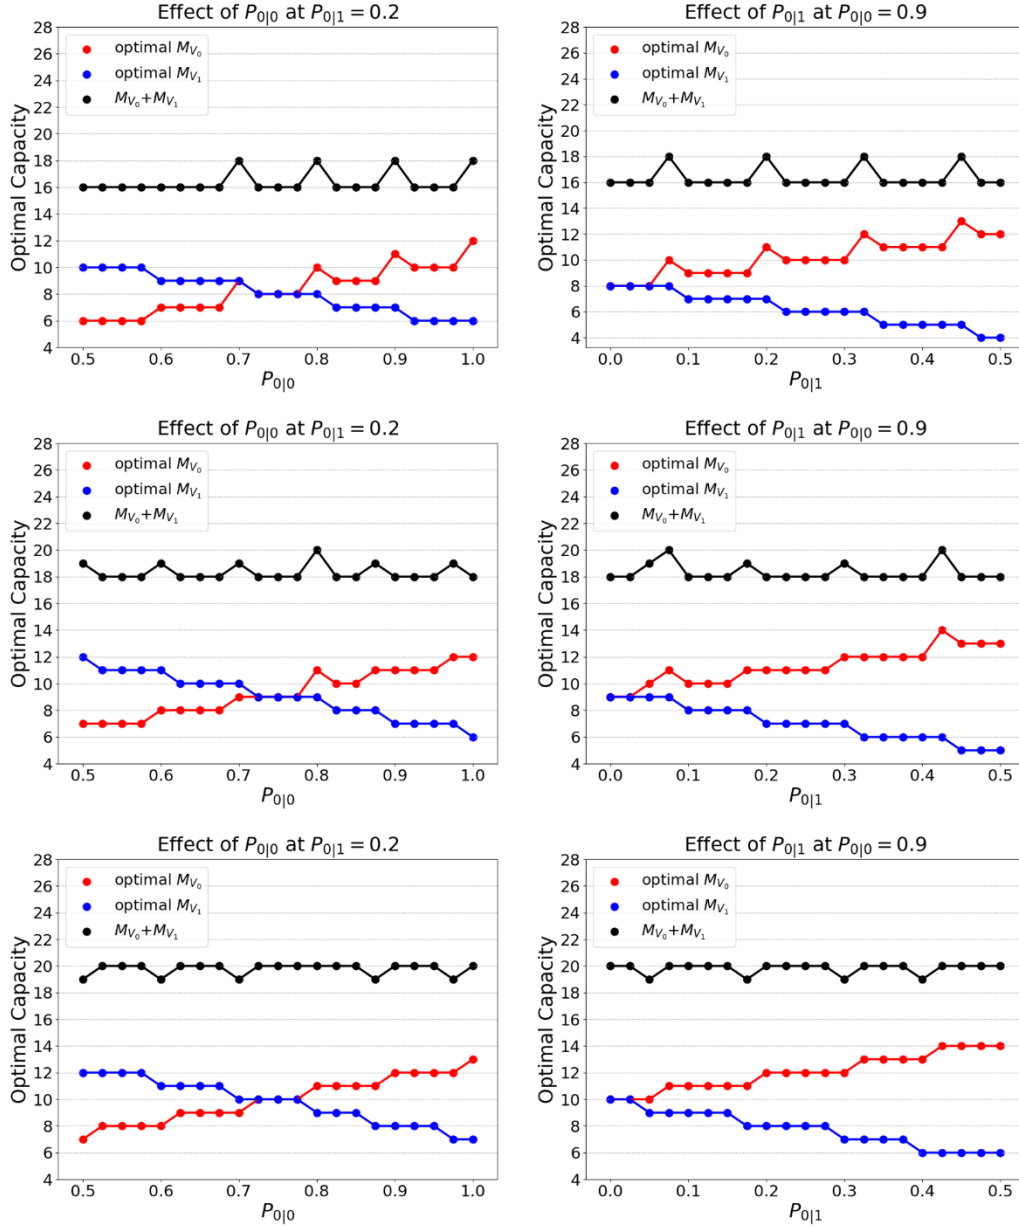 Effect of P0|0 at P0|1 = 0.2
28
26
24
22
20
18
16
14
12
10
8
6
4
Optimal Capacity
optimal MV0
optimal MV1
MV0+MV1
0.5 0.6 0.7 0.8 0.9 1.0
P0|0
Effect of P0|1 at P0|0 = 0.9
28
26
24
22
20
18
16
14
12
10
8
6
4
Optimal Capacity
optimal MV0
optimal MV1
MV0+MV1
0.0 0.1 0.2 0.3 0.4 0.5
P0|1
Effect of P0|0 at P0|1 = 0.2
28
26
24
22
20
18
16
14
12
10
8
6
4
Optimal Capacity
optimal MV0
optimal MV1
MV0+MV1
0.5 0.6 0.7 0.8 0.9 1.0
P0|0
Effect of P0|1 at P0|0 = 0.9
28
26
24
22
20
18
16
14
12
10
8
6
4
Optimal Capacity
optimal MV0
optimal MV1
MV0+MV1
0.0 0.1 0.2 0.3 0.4 0.5
P0|1
Effect of P0|0 at P0|1 = 0.2
28
26
24
22
20
18
16
14
12
10
8
6
4
Optimal Capacity
optimal MV0
optimal MV1
MV0+MV1
0.5 0.6 0.7 0.8 0.9 1.0
P0|0
Effect of P0|1 at P0|0 = 0.9
28
26
24
22
20
18
16
14
12
10
8
6
4
Optimal Capacity
optimal MV0
optimal MV1
MV0+MV1
0.0 0.1 0.2 0.3 0.4 0.5
P0|1